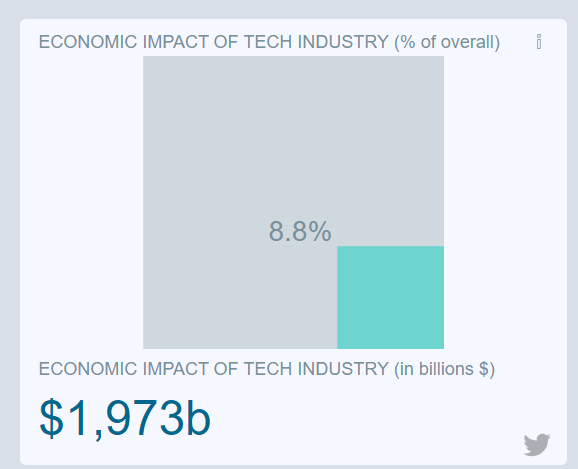 ECONOMIC IMPACT OF TECH INDUSTRY (% of overall)
8.8%
ECONOMIC IMPACT OF TECH INDUSTRY (in billions $)
$1,973b